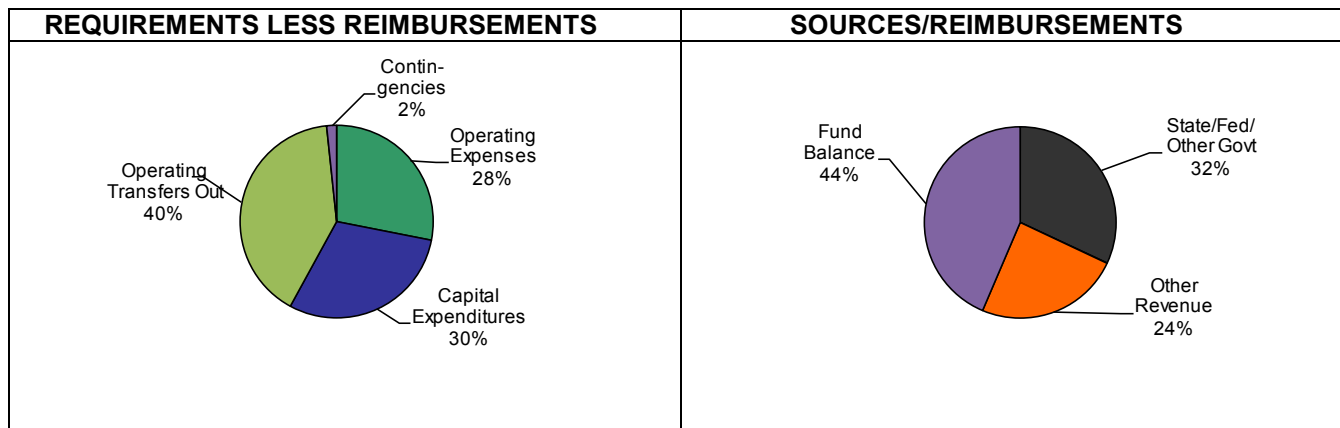 REQUIREMENTS LESS REIMBURSEMENTS
Contin-
gencies
2%
Operating
Expenses
28%
Operating
Transfers Out
40%
Capital
Expenditures
30%
SOURCES/REIMBURSEMENTS
Fund
Balance
44%
State/Fed/
Other Govt
32%
Other
Revenue
24%